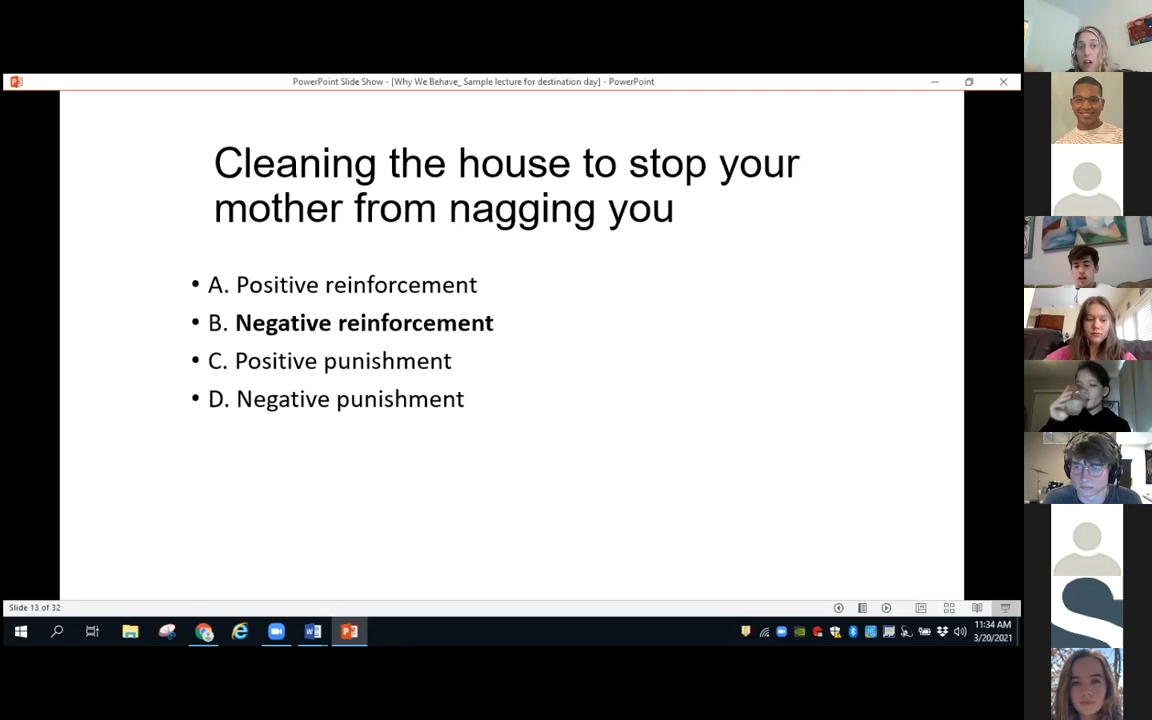 PowerPoint Slide Show - [Why We Behave_ Sample lecture for destination day] - PowerPoint
Cleaning the house to stop your
mother from nagging you
• A. Positive reinforcement
• B. Negative reinforcement
• C. Positive punishment
• D. Negative punishment
Slide 13 of 32
11:34 AM
3/20/2021
S